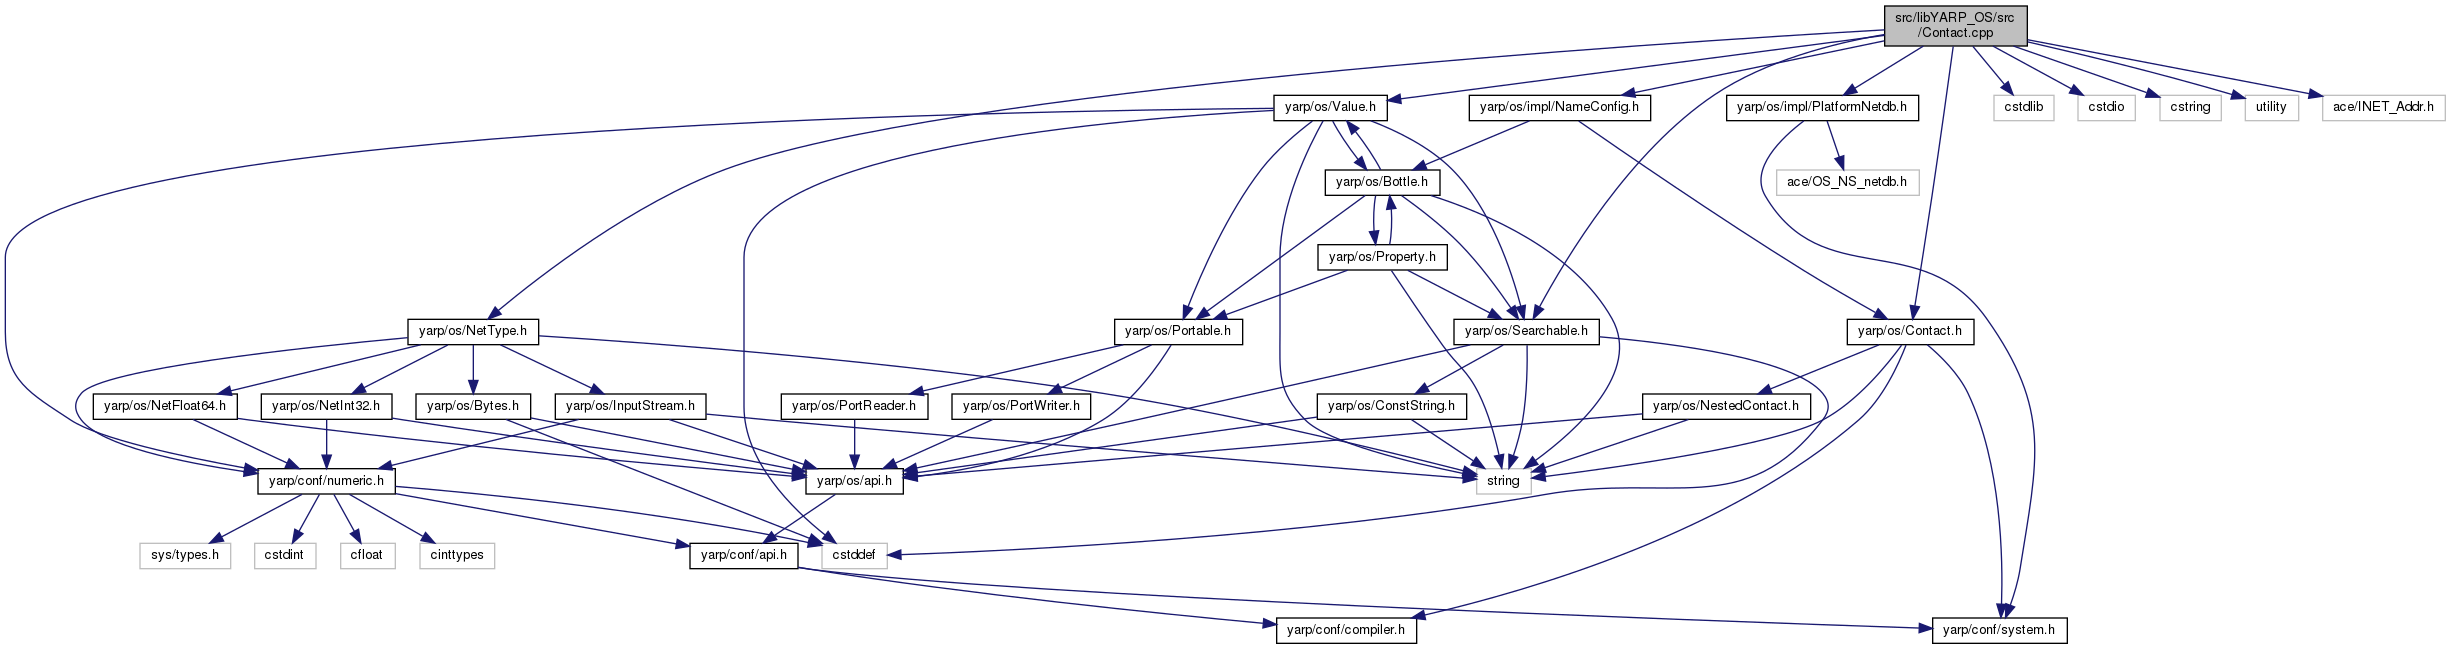 src/libYARP_OS/src
/Contact.cpp
yarp/os/Value.h
yarp/os/impl/NameConfig.h
yarp/os/impl/PlatformNetdb.h
cstdlib
cstdio
cstring
utility
ace/INET_Addr.h
yarp/os/Bottle.h
ace/OS_NS_netdb.h
yarp/os/Property.h
yarp/os/NetType.h
yarp/os/Portable.h
yarp/os/Searchable.h
yarp/os/Contact.h
yarp/os/NetFloat64.h
yarp/os/NetInt32.h
yarp/os/Bytes.h
yarp/os/InputStream.h
yarp/os/PortReader.h
yarp/os/PortWriter.h
yarp/os/ConstString.h
yarp/os/NestedContact.h
yarp/conf/numeric.h
yarp/os/api.h
string
sys/types.h
cstdint
cfloat
cinttypes
yarp/conf/api.h
cstddef
yarp/conf/compiler.h
yarp/conf/system.h